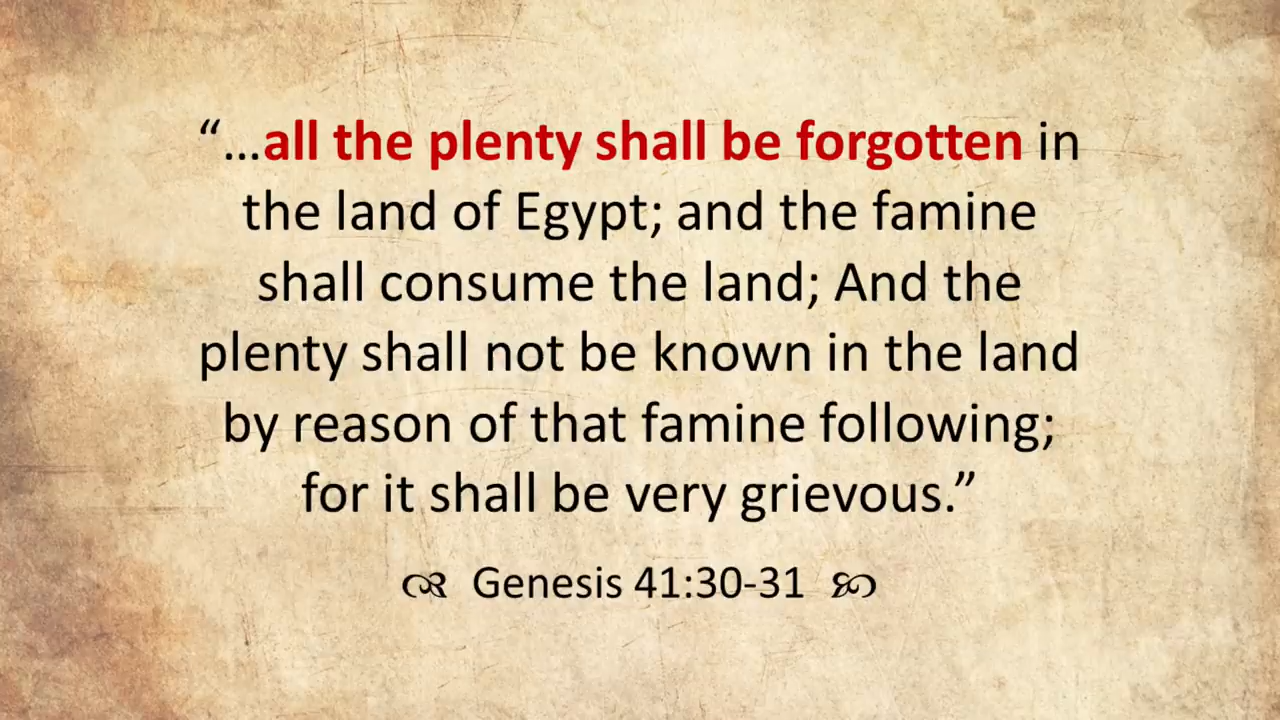 “…all the plenty shall be forgotten in
the land of Egypt; and the famine
shall consume the land; And the
plenty shall not be known in the land
by reason of that famine following;
for it shall be very grievous.”
Genesis 41:30-31